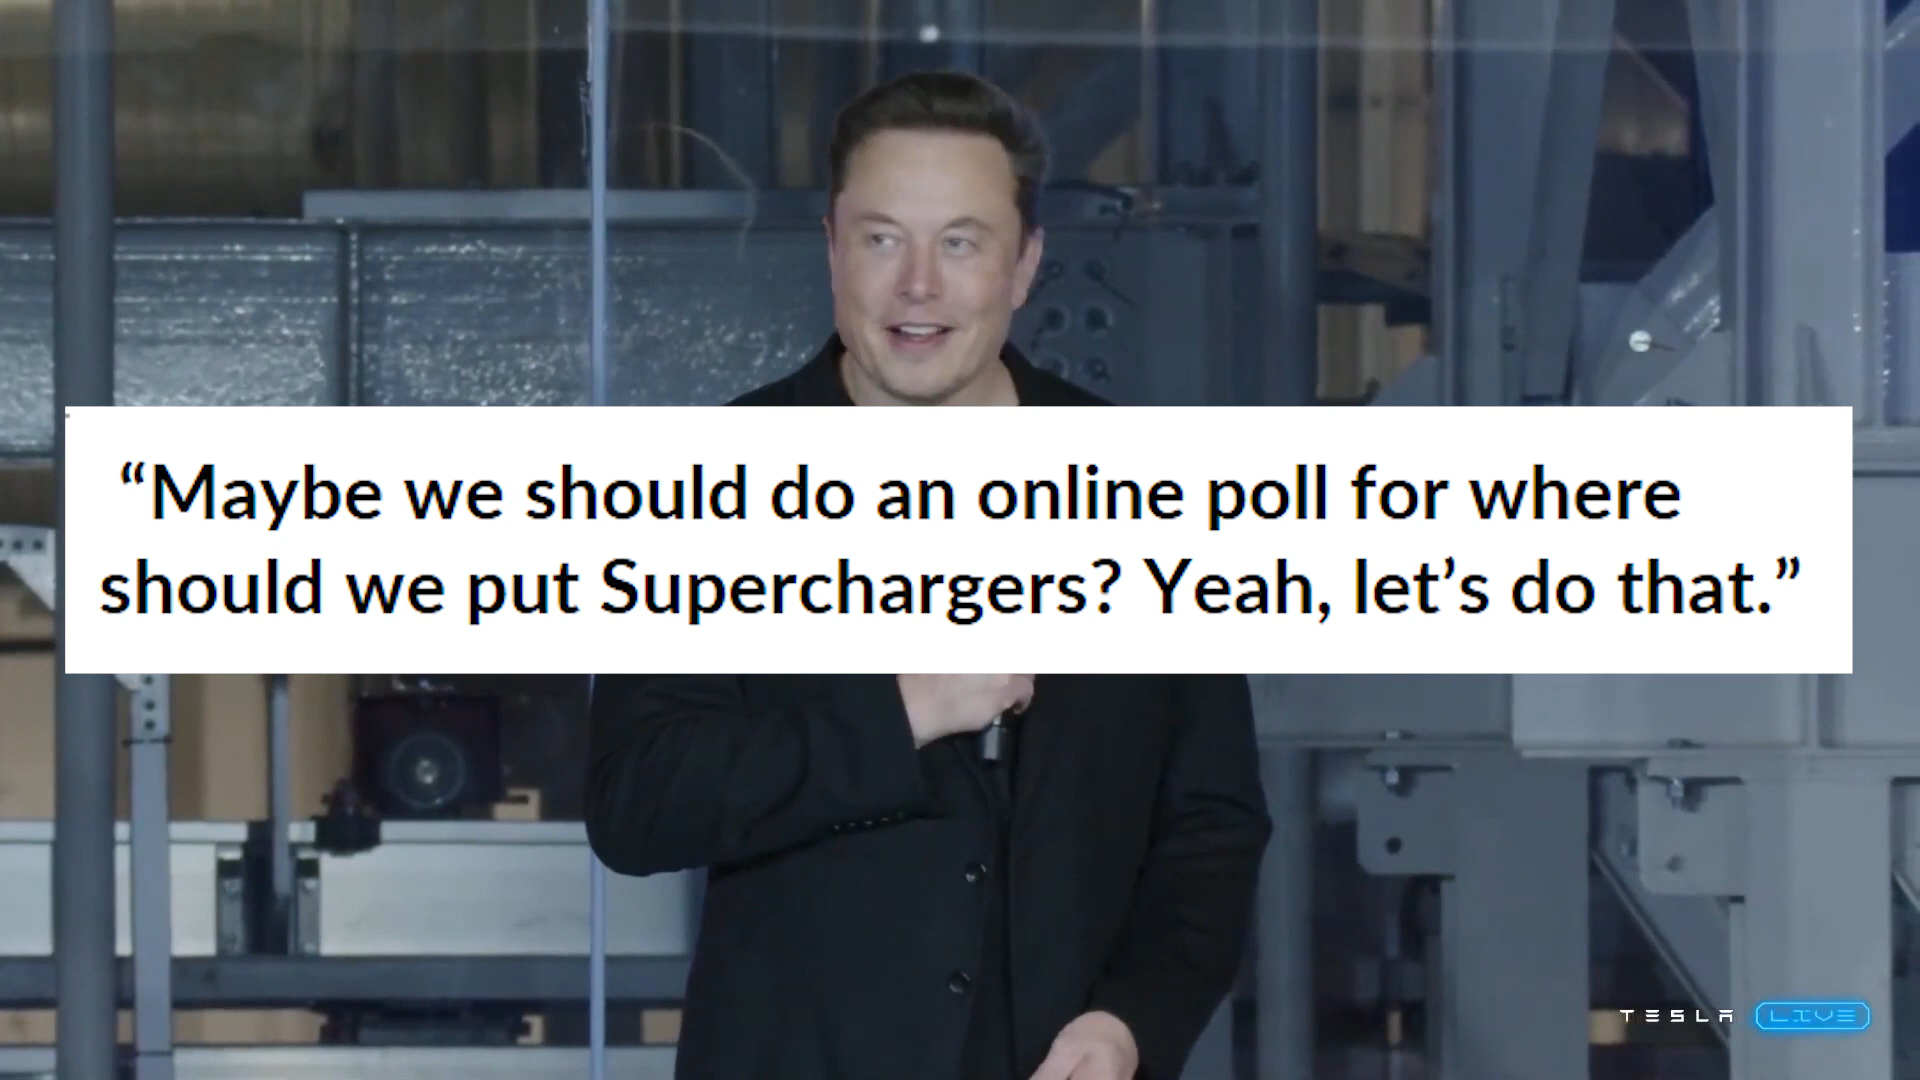 “Maybe we should do an online poll for where
should we put Superchargers? Yeah, let’s do that.”
TESLA LIVE